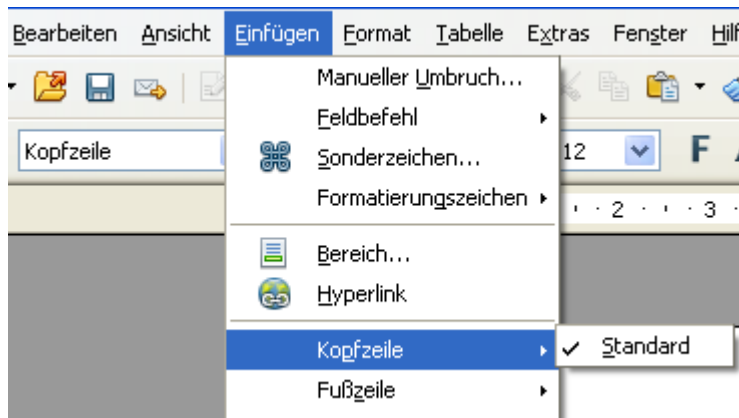 Bearbeiten Ansicht Einfügen Format Tabelle Extras Fenster Hilf
Manueller Umbruch...
Feldbefehl
Kopfzeile Sonderzeichen... 12 F
Formatierungszeichen 2 3
Bereich...
Hyperlink
Kopfzeile Standard
Fußzeile